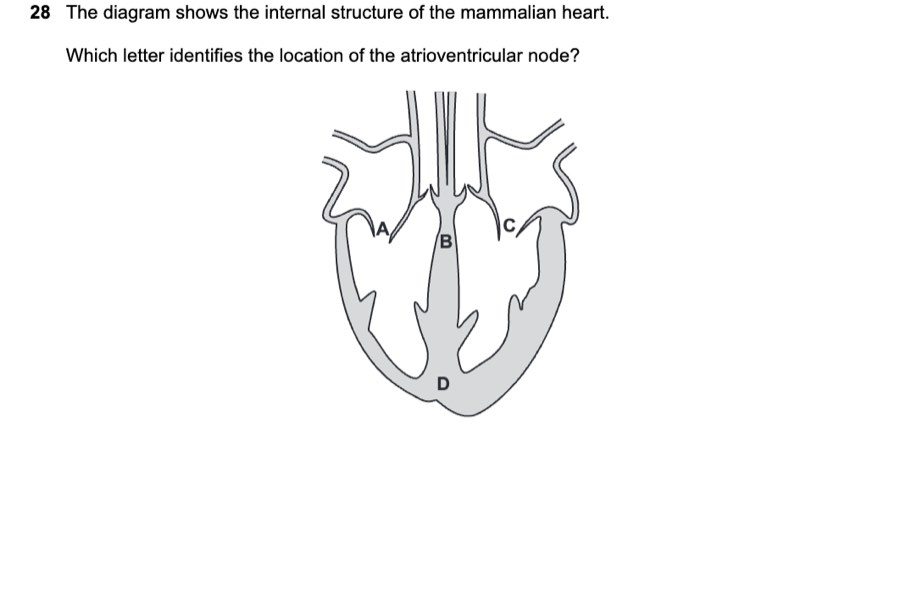 28 The diagram shows the internal structure of the mammalian heart.
Which letter identifies the location of the atrioventricular node?
A
C
B
D